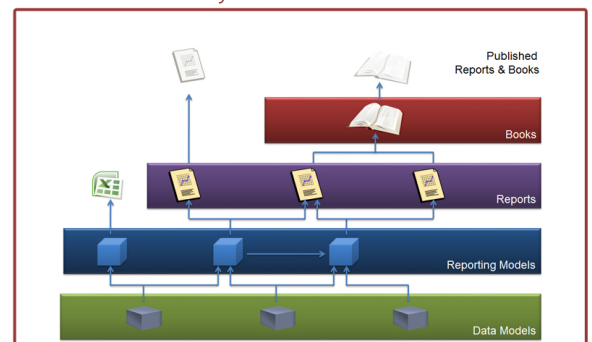 Published
Reports & Books
Books
Reports
Reporting Models
Data Models